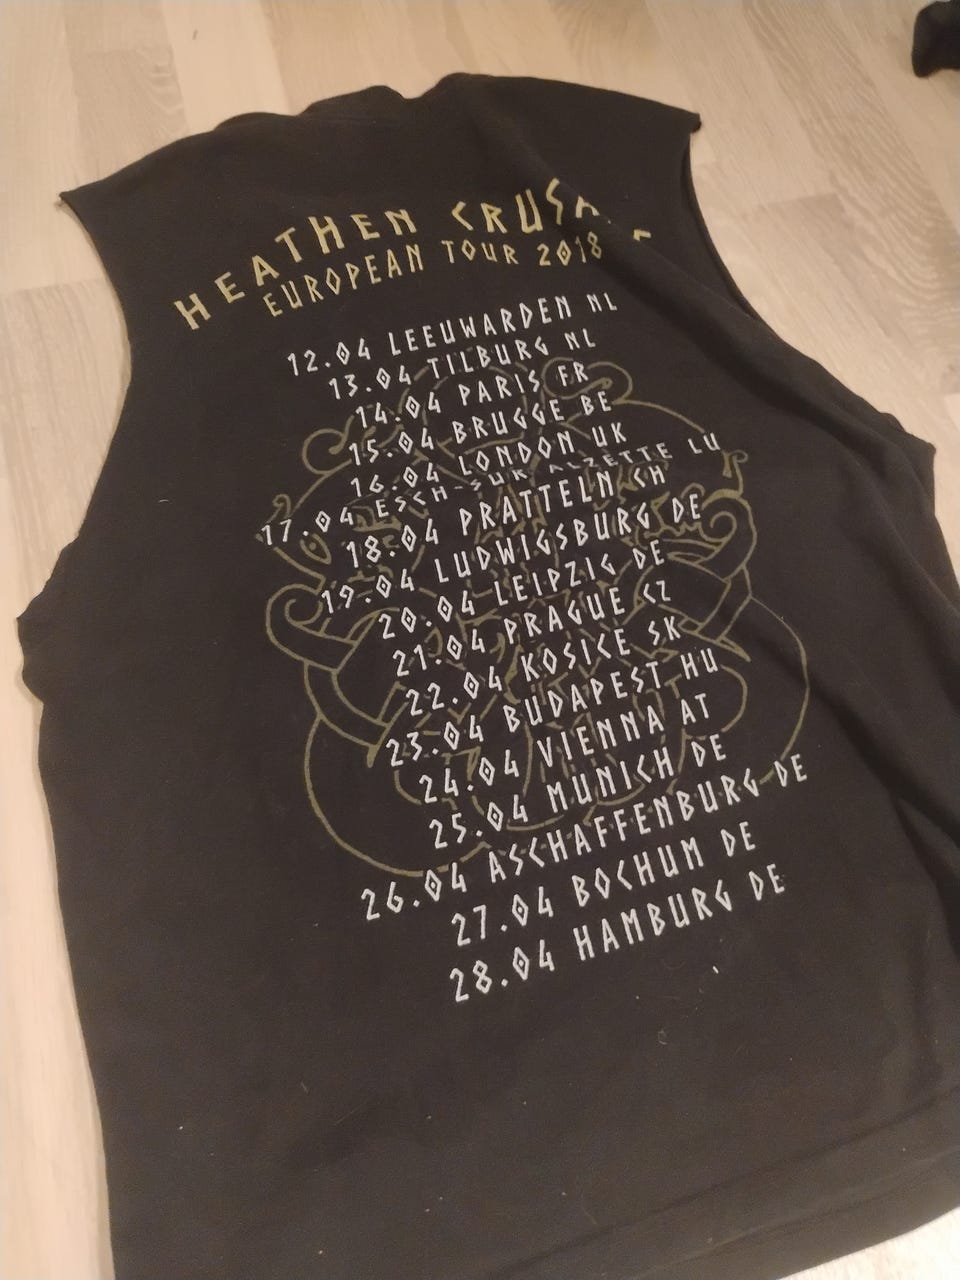 HEATHEN
EUROPEAN TOUR 2018
12.04 LEEUWARDEN NL
13.04 TILBURG NL
14.04 PARIS FR
15.04 BRUGGE BE
16.04 LONDON UK
17.04 ESCH-SUR-ALZETTE LU
18.04 PRATTELN CH
19.04 LUDWIGSBURG DE
20.04 LEIPZIG DE
21.04 PRAGUE CZ
22.04 KOSICE SK
23.04 BUDAPEST HU
24.04 VIENNA AT
25.04 MUNICH DE
26.04 ASCHAFFENBURG DE
27.04 BOCHUM DE
28.04 HAMBURG DE